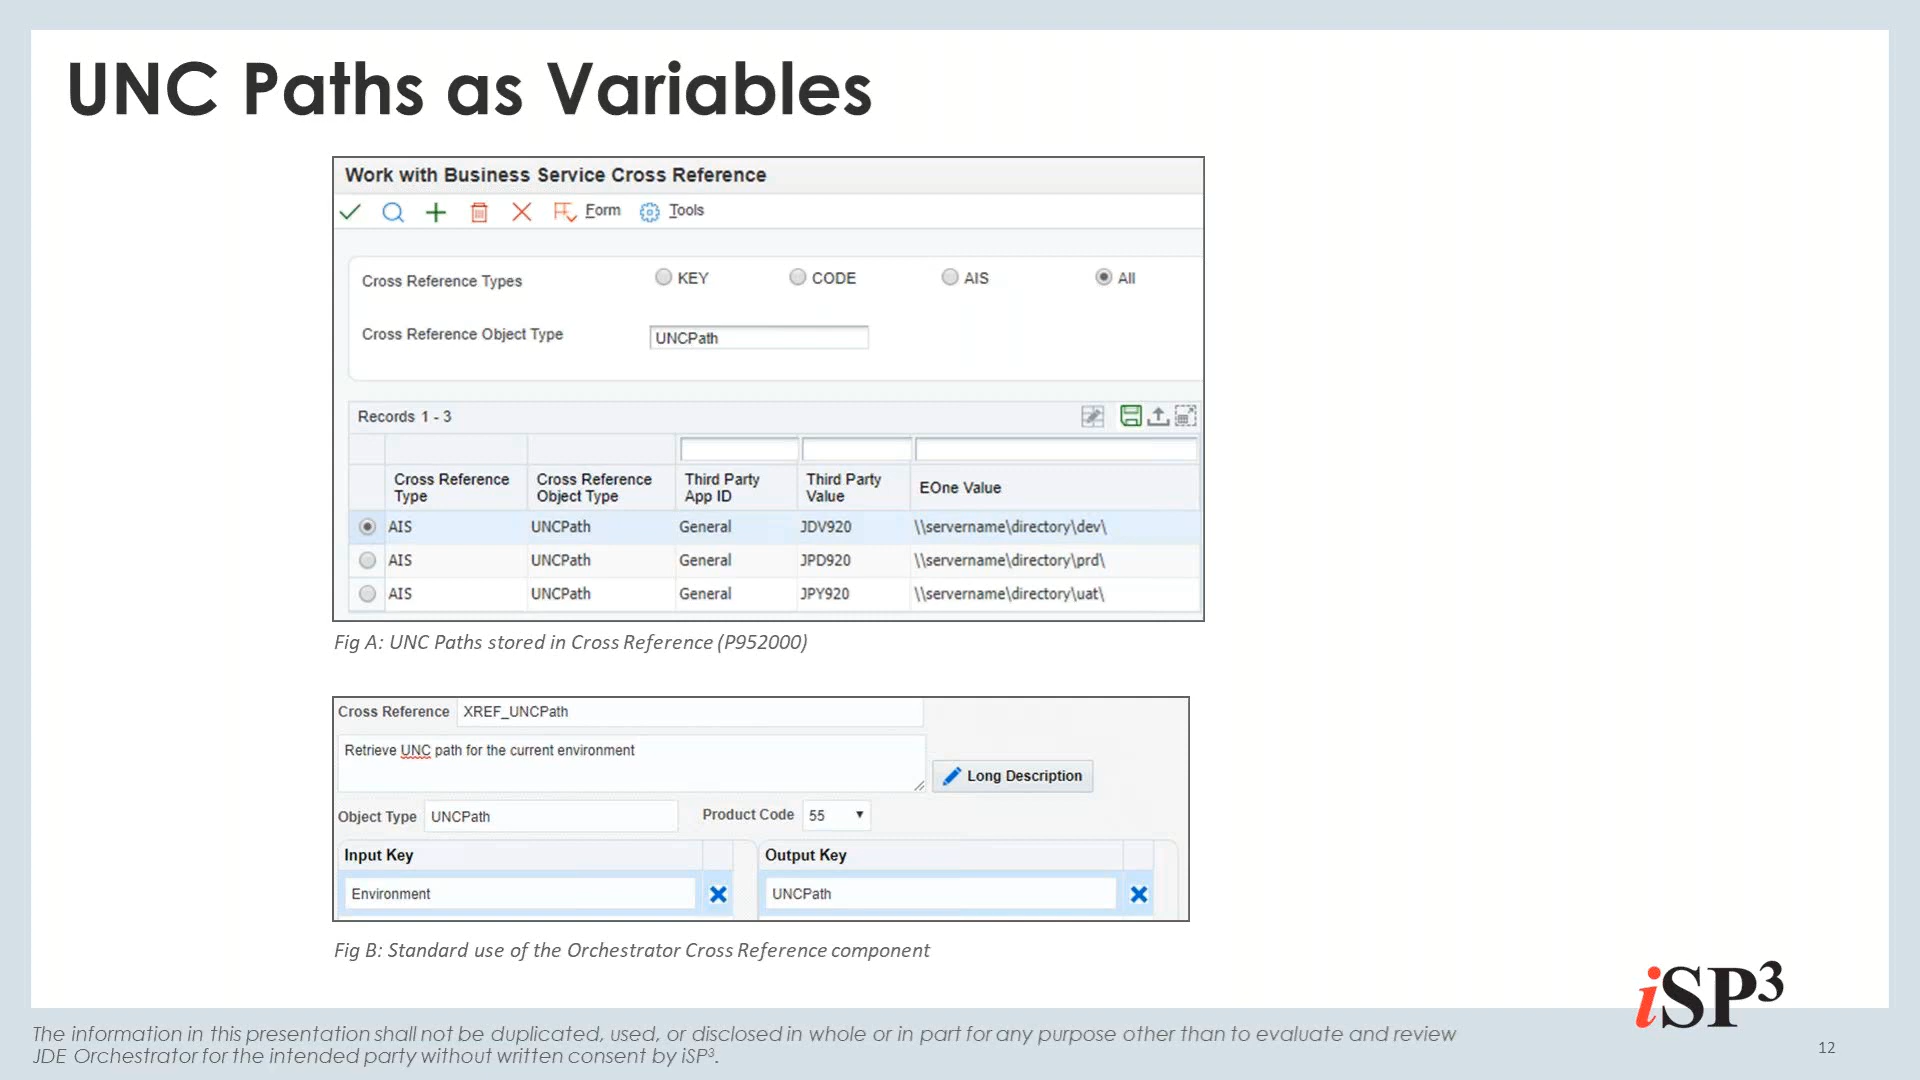 UNC Paths as Variables
Work with Business Service Cross Reference
Form Tools
Cross Reference Types KEY CODE AIS All
Cross Reference Object Type UNCPath
Records 1 - 3
Cross Reference Type Cross Reference Object Type Third Party App ID Third Party Value EOne Value
AIS UNCPath General JDV920 \\servername\directory\dev\
AIS UNCPath General JPD920 \\servername\directory\prd\
AIS UNCPath General JPY920 \\servername\directory\uat\
Fig A: UNC Paths stored in Cross Reference (P952000)
Cross Reference XREF_UNCPath
Retrieve UNC path for the current environment
Long Description
Object Type UNCPath Product Code 55
Input Key Output Key
Environment UNCPath
Fig B: Standard use of the Orchestrator Cross Reference component
iSP3
The information in this presentation shall not be duplicated, used, or disclosed in whole or in part for any purpose other than to evaluate and review
JDE Orchestrator for the intended party without written consent by iSP³.
12